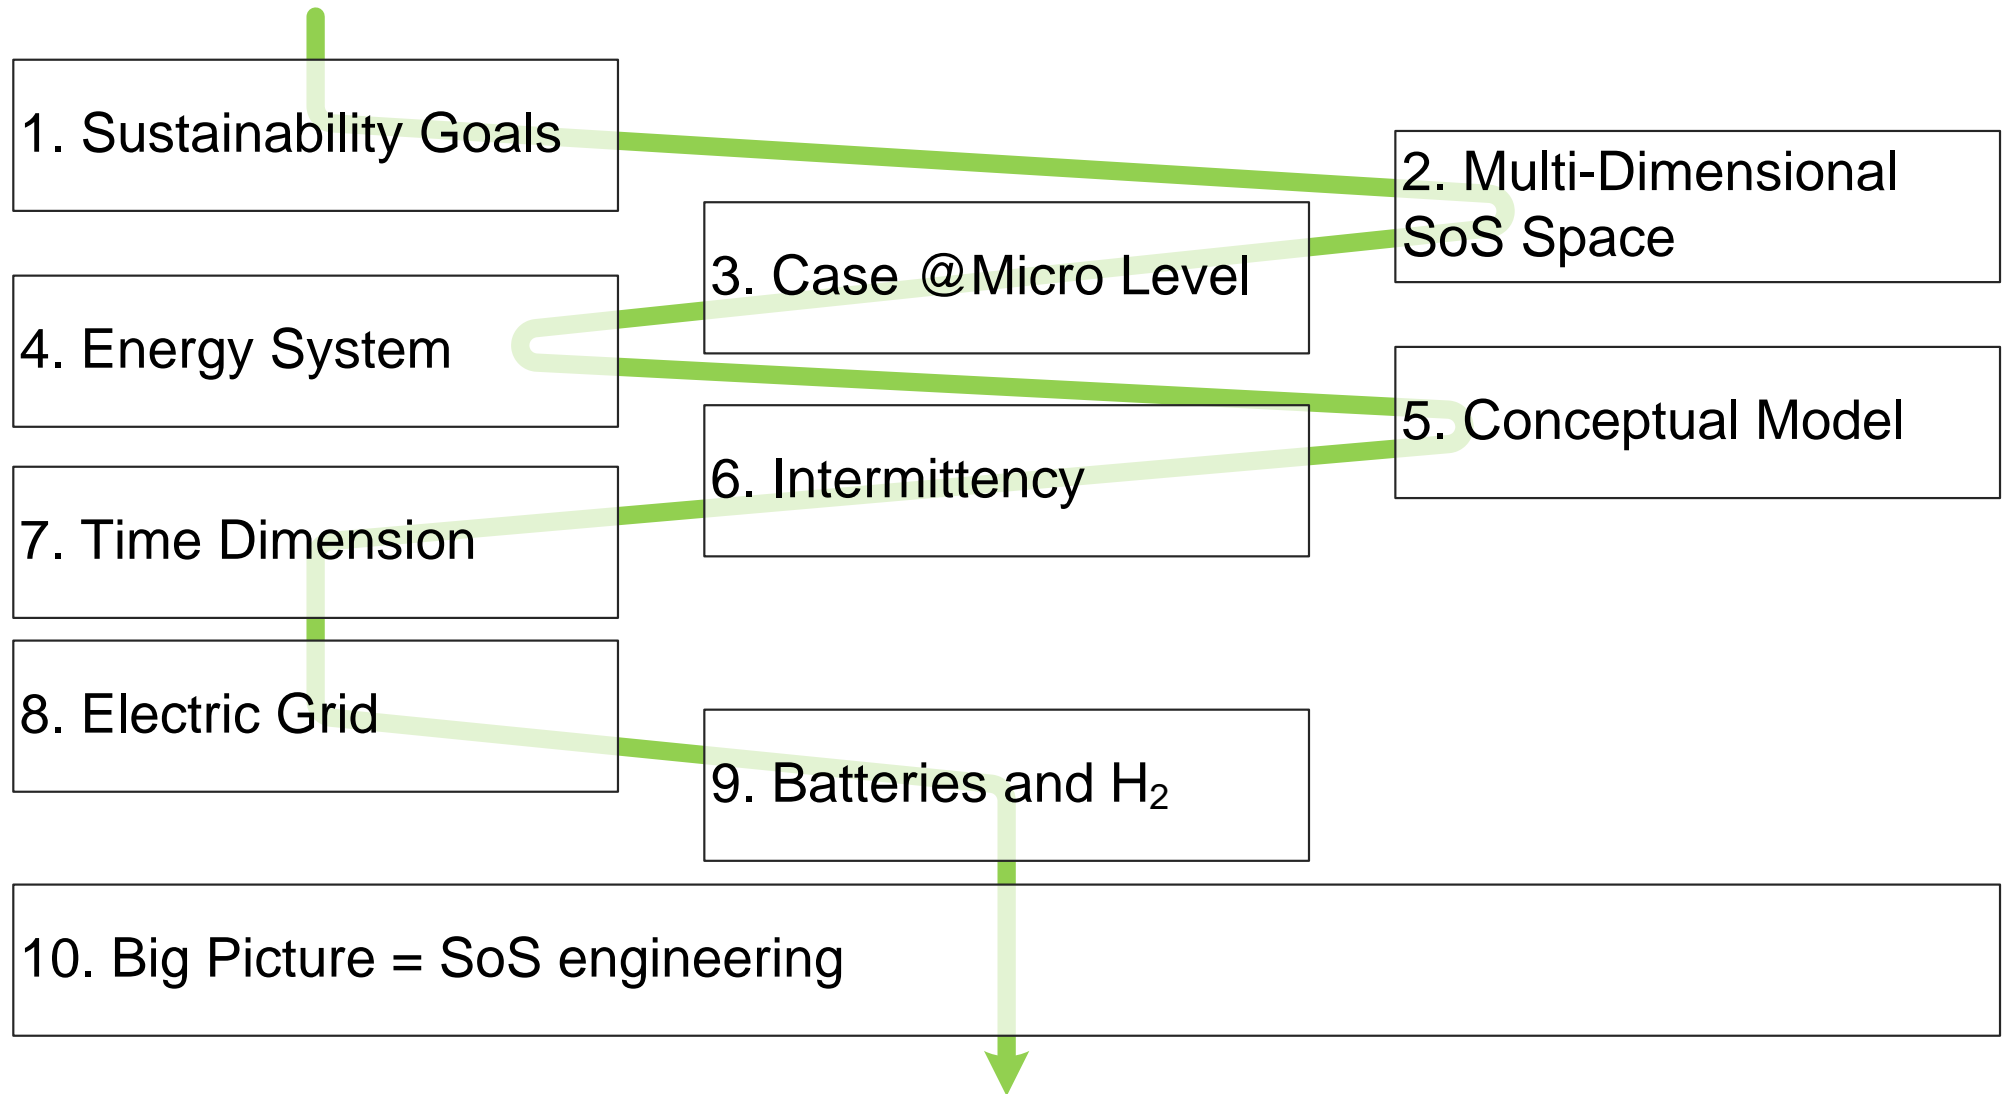 1. Sustainability Goals
2. Multi-Dimensional
SoS Space
3. Case @Micro Level
4. Energy System
5. Conceptual Model
6. Intermittency
7. Time Dimension
8. Electric Grid
9. Batteries and H₂
10. Big Picture = SoS engineering